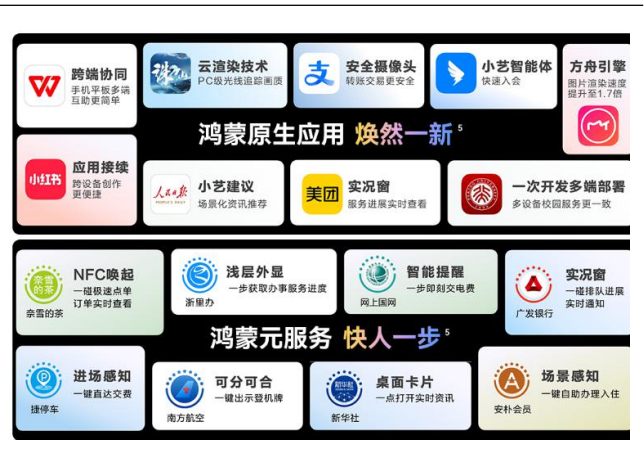 跨端协同
手机平板多端
互助更简单
诛仙
云渲染技术
PC级光线追踪画质
支
安全摄像头
转账交易更安全
小艺智能体
快速入会
方舟引擎
图片渲染速度
提升至1.7倍
鸿蒙原生应用 焕然一新 5
小红书
应用接续
跨设备创作
更便捷
人民日报
PEOPLE'S DAILY
小艺建议
场景化资讯推荐
美团
实况窗
服务进展实时查看
一次开发多端部署
多设备校园服务更一致
奈雪
的茶
奈雪的茶
NFC唤起
一碰极速点单
订单实时查看
浙里办
浅层外显
一步获取办事服务进度
网上国网
智能提醒
一步即刻交电费
广发银行
实况窗
一碰排队进展
实时通知
鸿蒙元服务 快人一步 5
P
捷停车
进场感知
一键直达交费
南方航空
可分可合
一键出示登机牌
新华社
新华社
桌面卡片
一点打开实时资讯
安朴会员
场景感知
一键自助办理入住